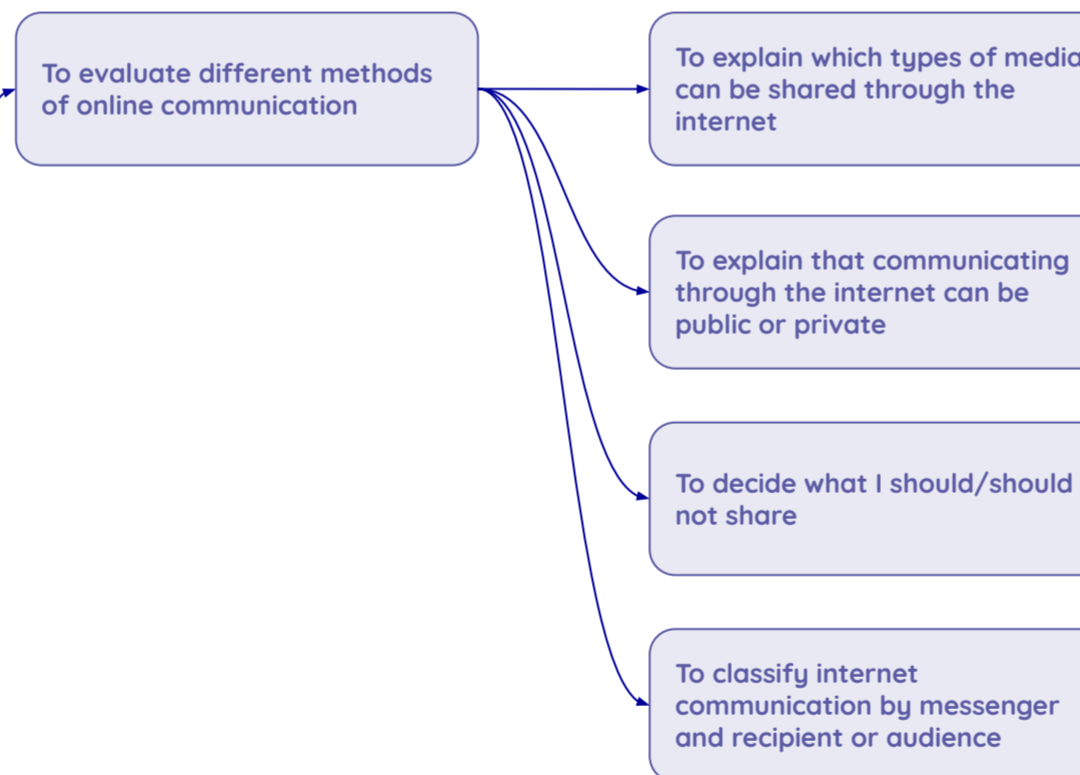 To evaluate different methods
of online communication
To explain which types of media
can be shared through the
internet
To explain that communicating
through the internet can be
public or private
To decide what I should/should
not share
To classify internet
communication by messenger
and recipient or audience